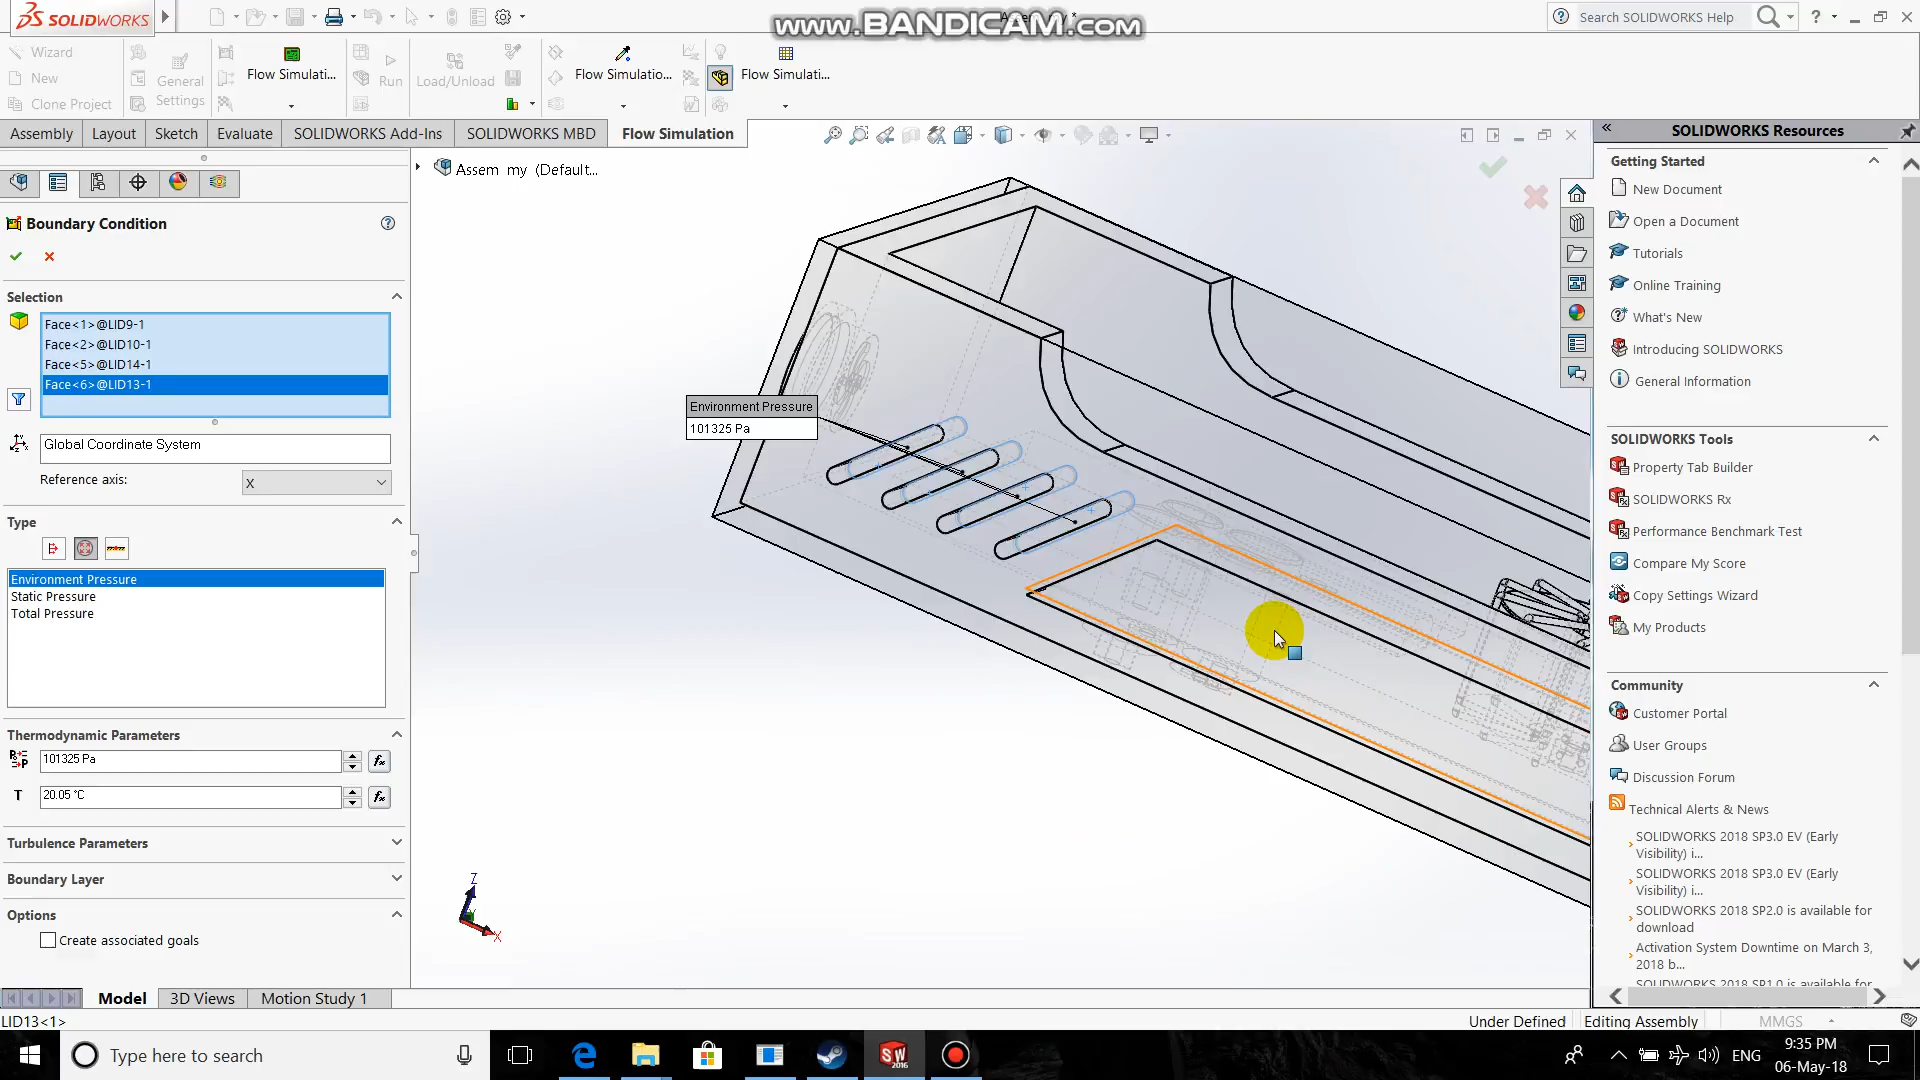 SOLIDWORKS
www.BANDICAM.com
Search SOLIDWORKS Help
Wizard
New
Clone Project
General
Settings
Flow Simulati...
Run
Load/Unload
Flow Simulatio...
Flow Simulati...
Assembly
Layout
Sketch
Evaluate
SOLIDWORKS Add-Ins
SOLIDWORKS MBD
Flow Simulation
Assem my (Default...
Boundary Condition
Selection
Face<1>@LID9-1
Face<2>@LID10-1
Face<5>@LID14-1
Face<6>@LID13-1
Global Coordinate System
Reference axis:
X
Type
Environment Pressure
Static Pressure
Total Pressure
Thermodynamic Parameters
101325 Pa
T
20.05 °C
Turbulence Parameters
Boundary Layer
Options
Create associated goals
Environment Pressure
101325 Pa
Z
X
SOLIDWORKS Resources
Getting Started
New Document
Open a Document
Tutorials
Online Training
What's New
Introducing SOLIDWORKS
General Information
SOLIDWORKS Tools
Property Tab Builder
SOLIDWORKS Rx
Performance Benchmark Test
Compare My Score
Copy Settings Wizard
My Products
Community
Customer Portal
User Groups
Discussion Forum
Technical Alerts & News
SOLIDWORKS 2018 SP3.0 EV (Early
Visibility) i...
SOLIDWORKS 2018 SP3.0 EV (Early
Visibility) i...
SOLIDWORKS 2018 SP2.0 is available for
download
Activation System Downtime on March 3,
2018 b...
SOLIDWORKS 2018 SP1.0 is available for
Model
3D Views
Motion Study 1
LID13<1>
Under Defined
Editing Assembly
MMGS
Type here to search
SW
2016
ENG
9:35 PM
06-May-18